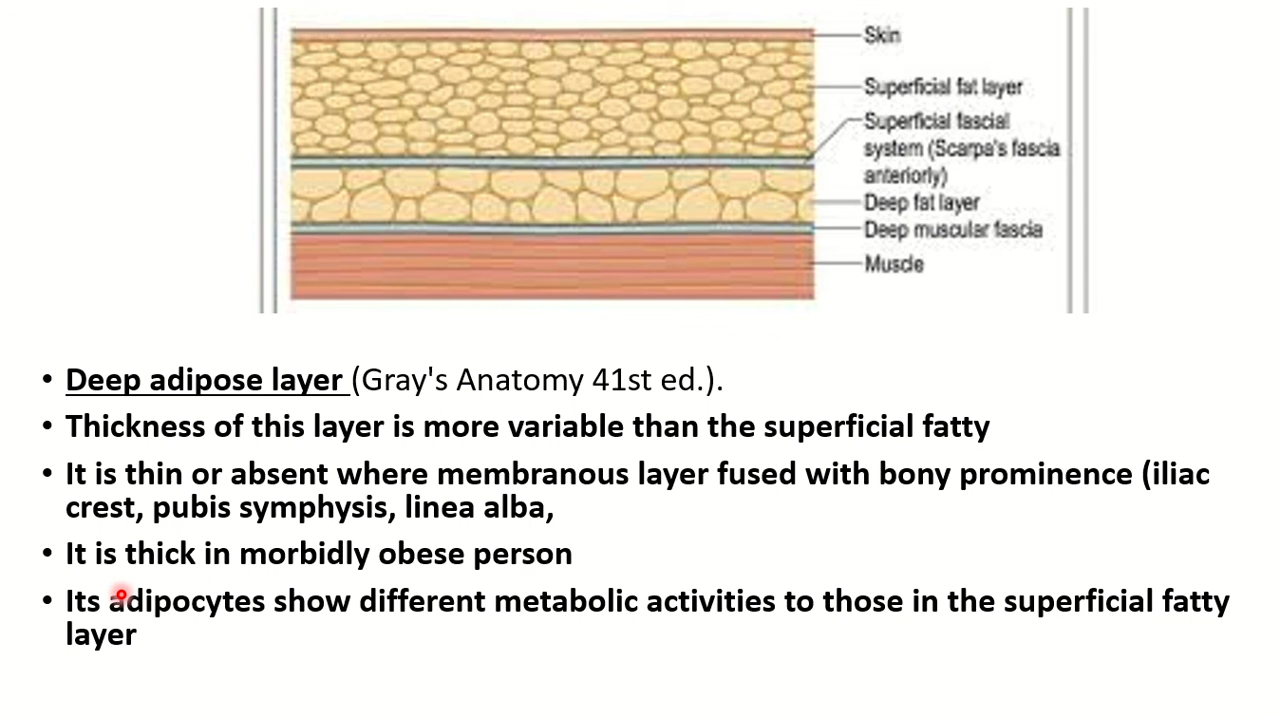 Skin
Superficial fat layer
Superficial fascial
system (Scarpa's fascia
anteriorly)
Deep fat layer
Deep muscular fascia
Muscle
• Deep adipose layer (Gray's Anatomy 41st ed.).
• Thickness of this layer is more variable than the superficial fatty
• It is thin or absent where membranous layer fused with bony prominence (iliac
crest, pubis symphysis, linea alba,
• It is thick in morbidly obese person
• Its adipocytes show different metabolic activities to those in the superficial fatty
layer